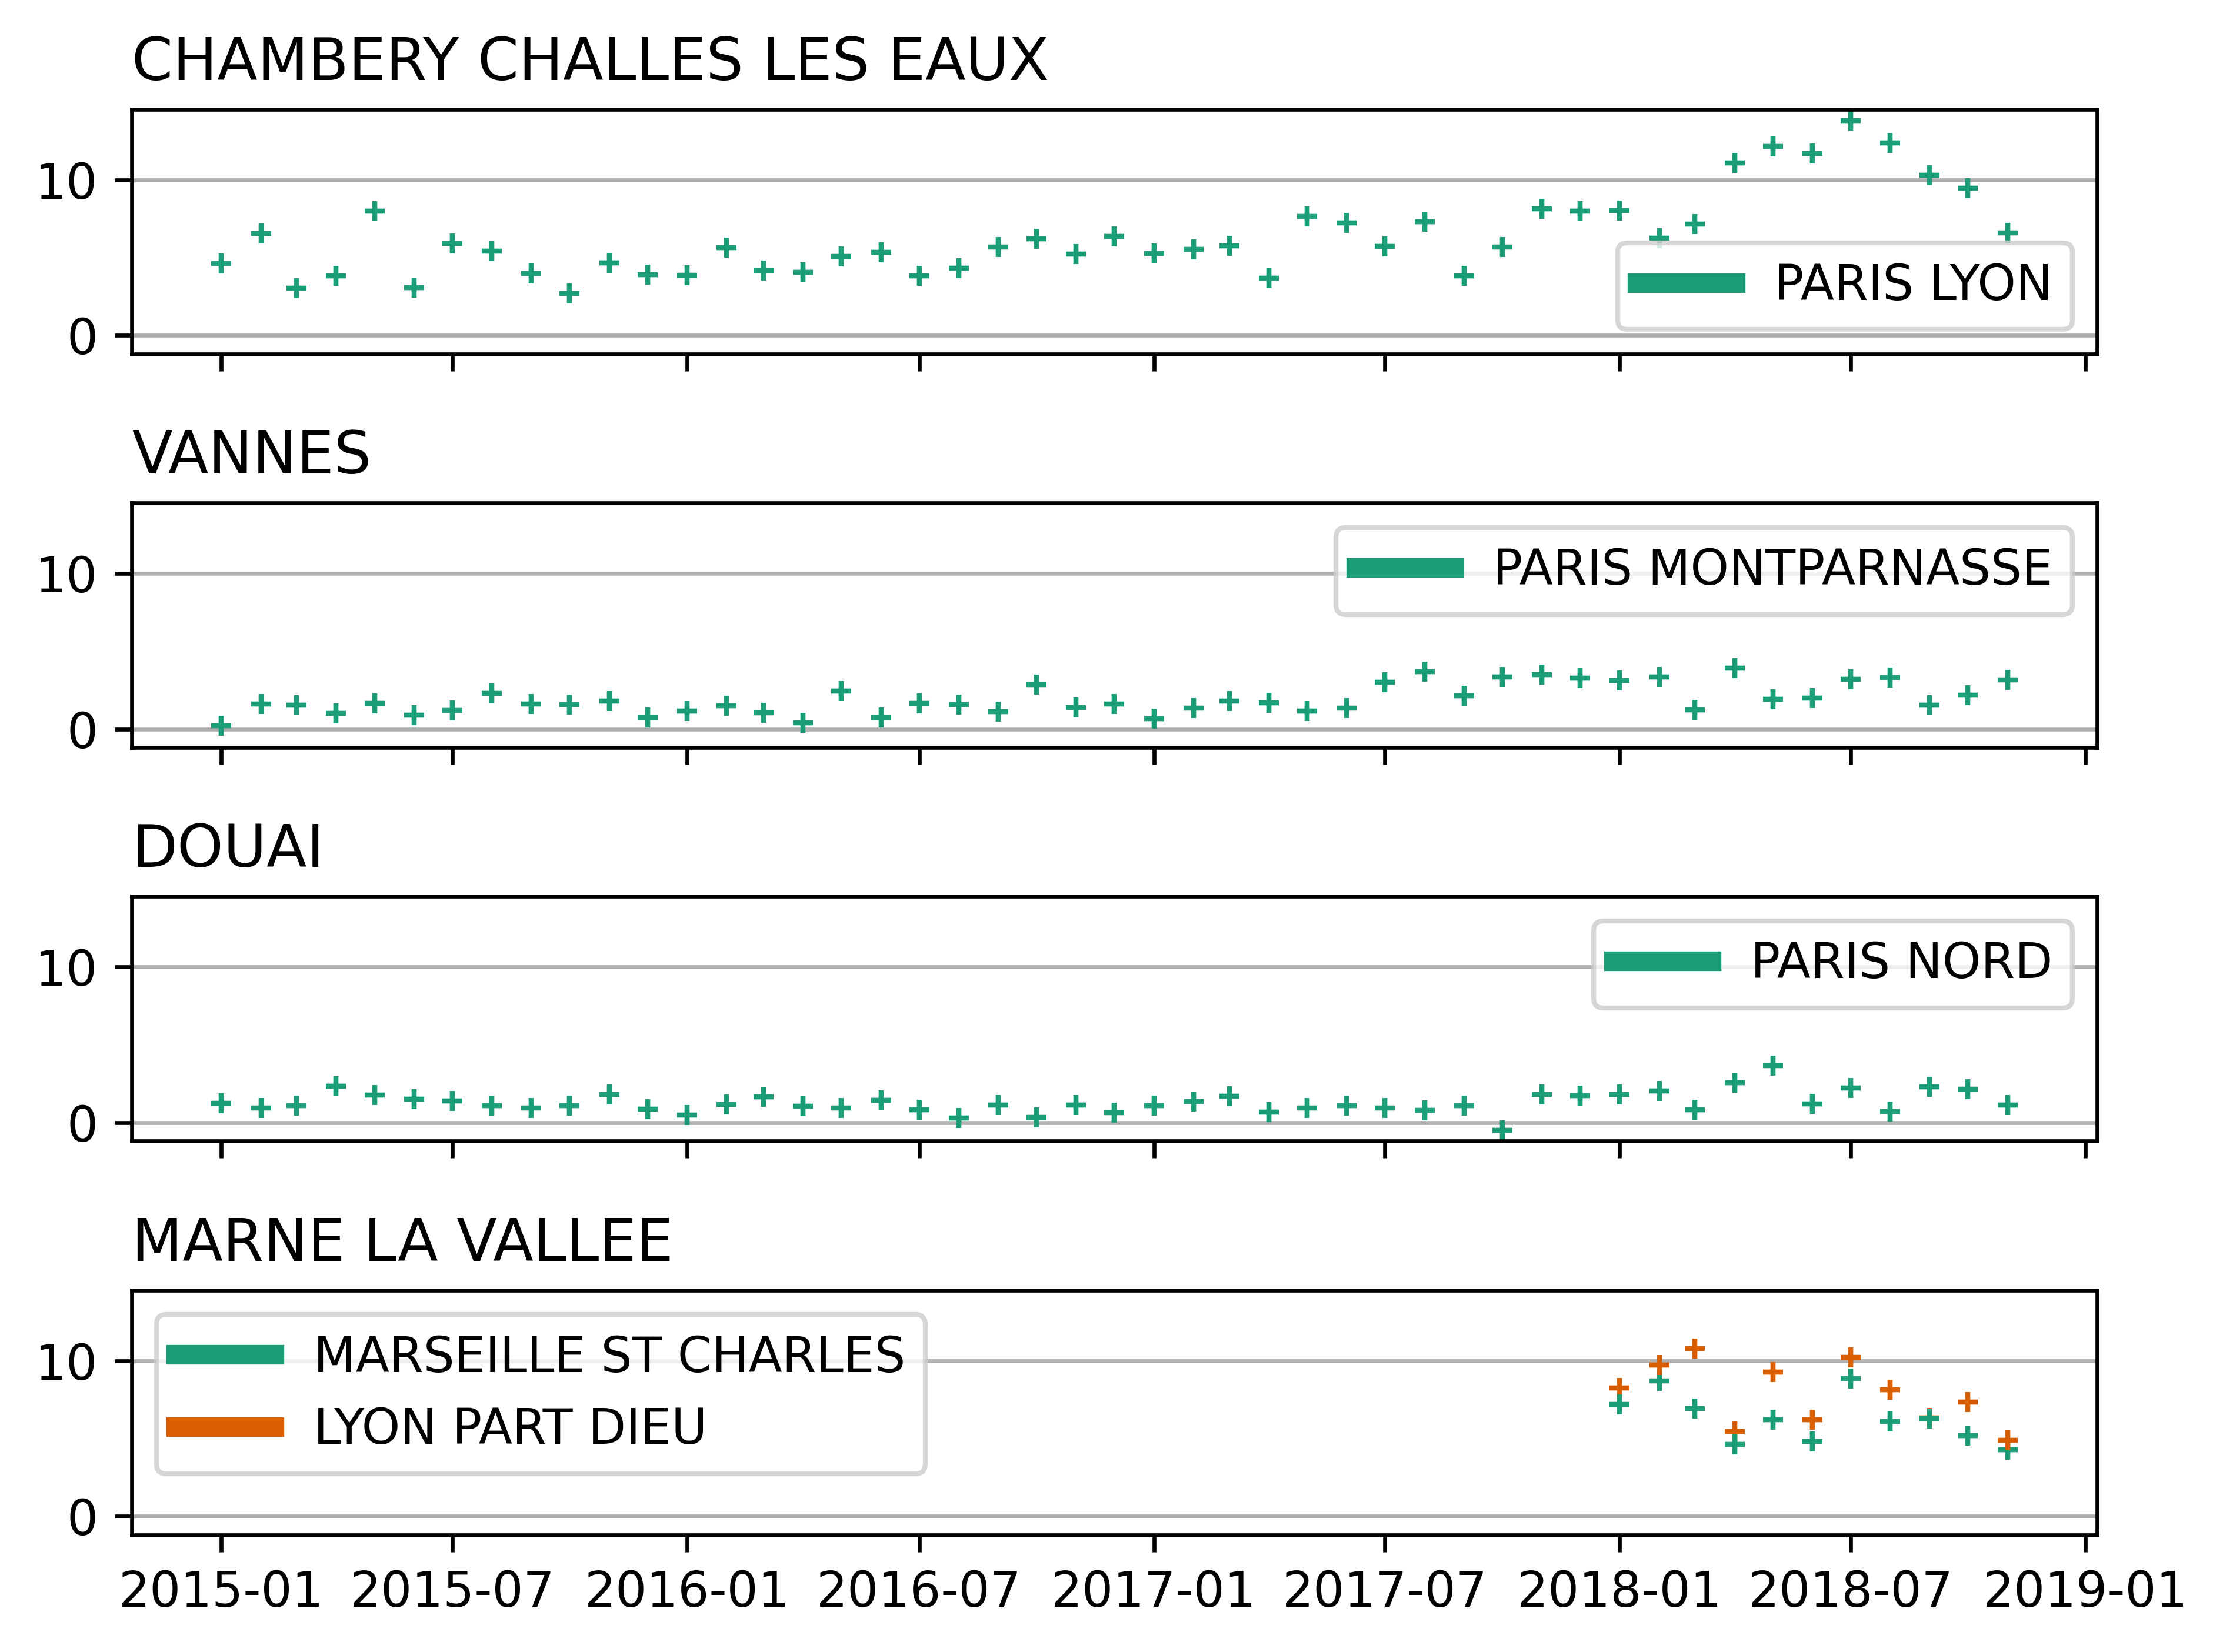 CHAMBERY CHALLES LES EAUX
10
0
PARIS LYON
VANNES
10
0
PARIS MONTPARNASSE
DOUAI
10
0
PARIS NORD
MARNE LA VALLEE
10
0
MARSEILLE ST CHARLES
LYON PART DIEU
2015-01 2015-07 2016-01 2016-07 2017-01 2017-07 2018-01 2018-07 2019-01